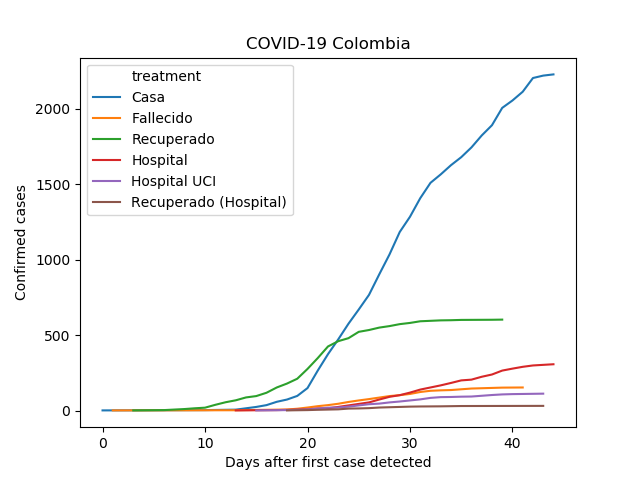 COVID-19 Colombia
treatment
Casa
Fallecido
Recuperado
Hospital
Hospital UCI
Recuperado (Hospital)
Confirmed cases
2000
1500
1000
500
0
0 10 20 30 40
Days after first case detected